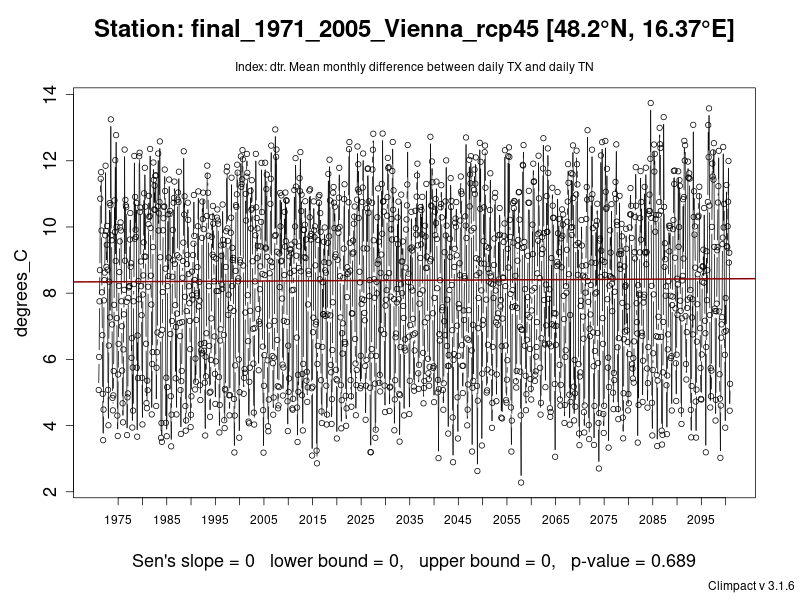 Station: final_1971_2005_Vienna_rcp45 [48.2°N, 16.37°E]
Index: dtr. Mean monthly difference between daily TX and daily TN
degrees_C
14
12
10
8
6
4
2
1975 1985 1995 2005 2015 2025 2035 2045 2055 2065 2075 2085 2095
Sen's slope = 0 lower bound = 0, upper bound = 0, p-value = 0.689
Climpact v 3.1.6